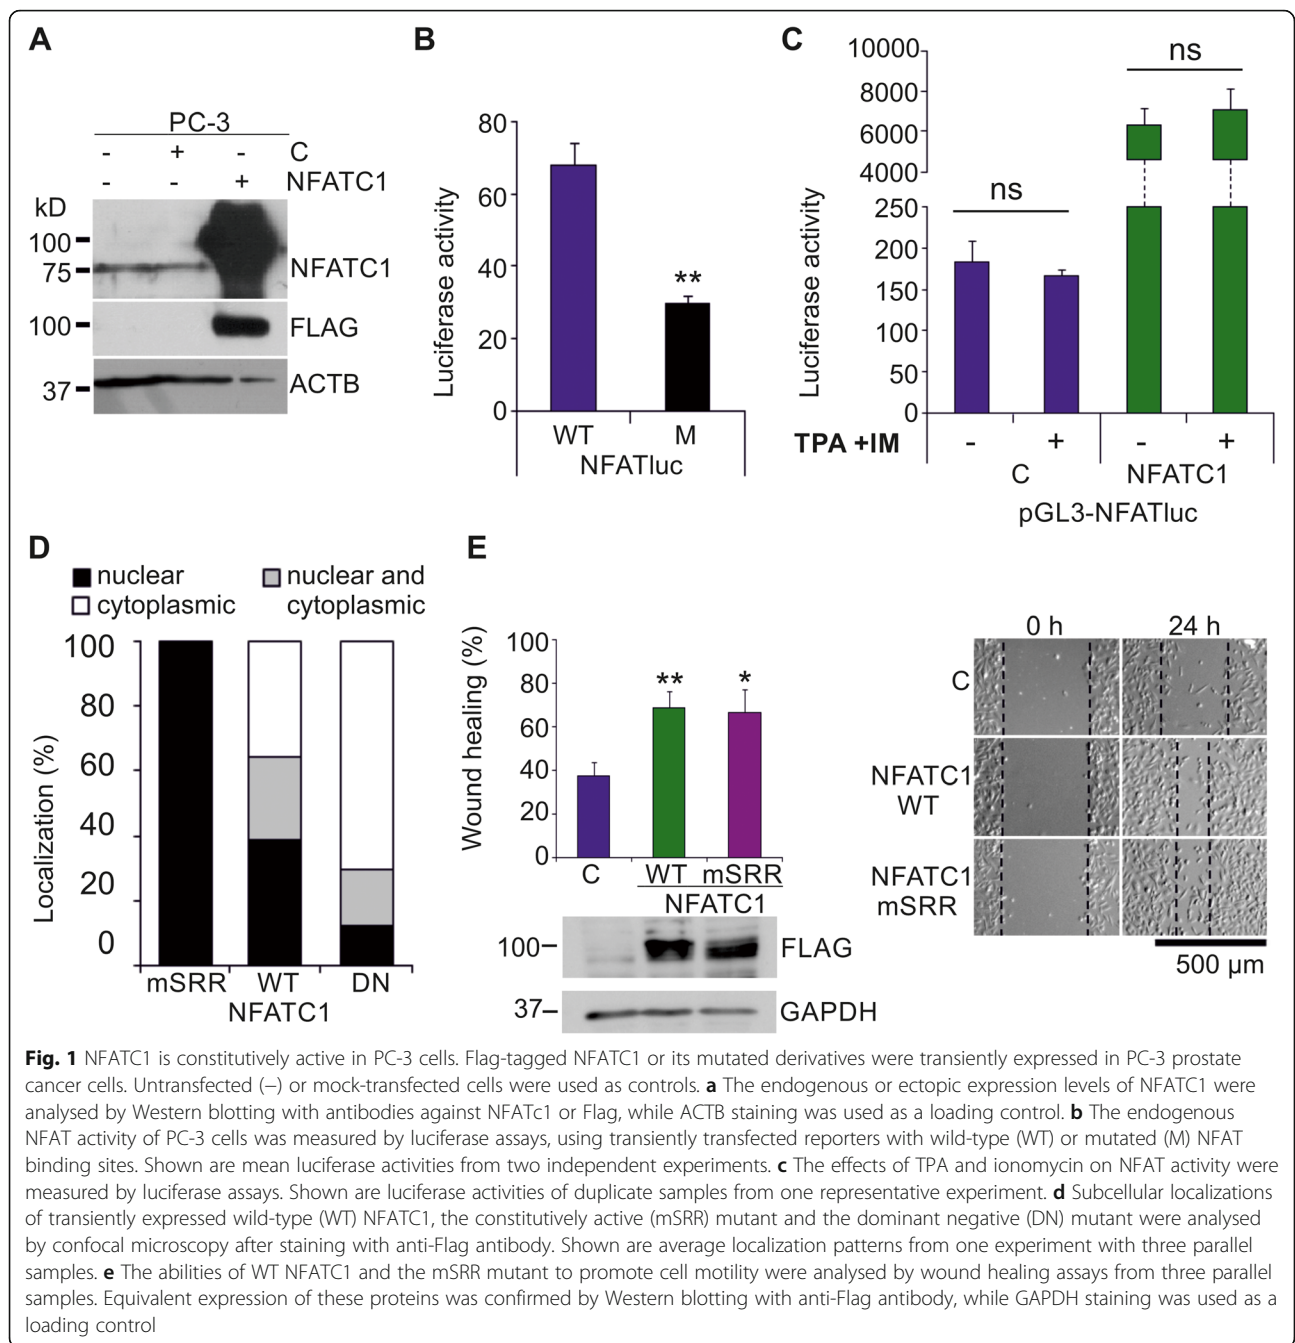 A
PC-3
- + - C
- - + NFATC1
kD
100
75
NFATC1
100
FLAG
37
ACTB
B
Luciferase activity
80
60
40
20
0
**
WT M
NFATluc
C
Luciferase activity
10000
8000
6000
4000
250
200
150
100
50
0
ns
ns
TPA +IM - + - +
C NFATC1
pGL3-NFATluc
D
nuclear
cytoplasmic
nuclear and
cytoplasmic
Localization (%)
100
80
60
40
20
0
mSRR WT DN
NFATC1
E
Wound healing (%)
100
80
60
40
20
0
** *
C WT mSRR
NFATC1
100 FLAG
37 GAPDH
0 h 24 h
C
NFATC1
WT
NFATC1
mSRR
500 µm
Fig. 1 NFATC1 is constitutively active in PC-3 cells. Flag-tagged NFATC1 or its mutated derivatives were transiently expressed in PC-3 prostate
cancer cells. Untransfected (−) or mock-transfected cells were used as controls. a The endogenous or ectopic expression levels of NFATC1 were
analysed by Western blotting with antibodies against NFATc1 or Flag, while ACTB staining was used as a loading control. b The endogenous
NFAT activity of PC-3 cells was measured by luciferase assays, using transiently transfected reporters with wild-type (WT) or mutated (M) NFAT
binding sites. Shown are mean luciferase activities from two independent experiments. c The effects of TPA and ionomycin on NFAT activity were
measured by luciferase assays. Shown are luciferase activities of duplicate samples from one representative experiment. d Subcellular localizations
of transiently expressed wild-type (WT) NFATC1, the constitutively active (mSRR) mutant and the dominant negative (DN) mutant were analysed
by confocal microscopy after staining with anti-Flag antibody. Shown are average localization patterns from one experiment with three parallel
samples. e The abilities of WT NFATC1 and the mSRR mutant to promote cell motility were analysed by wound healing assays from three parallel
samples. Equivalent expression of these proteins was confirmed by Western blotting with anti-Flag antibody, while GAPDH staining was used as a
loading control